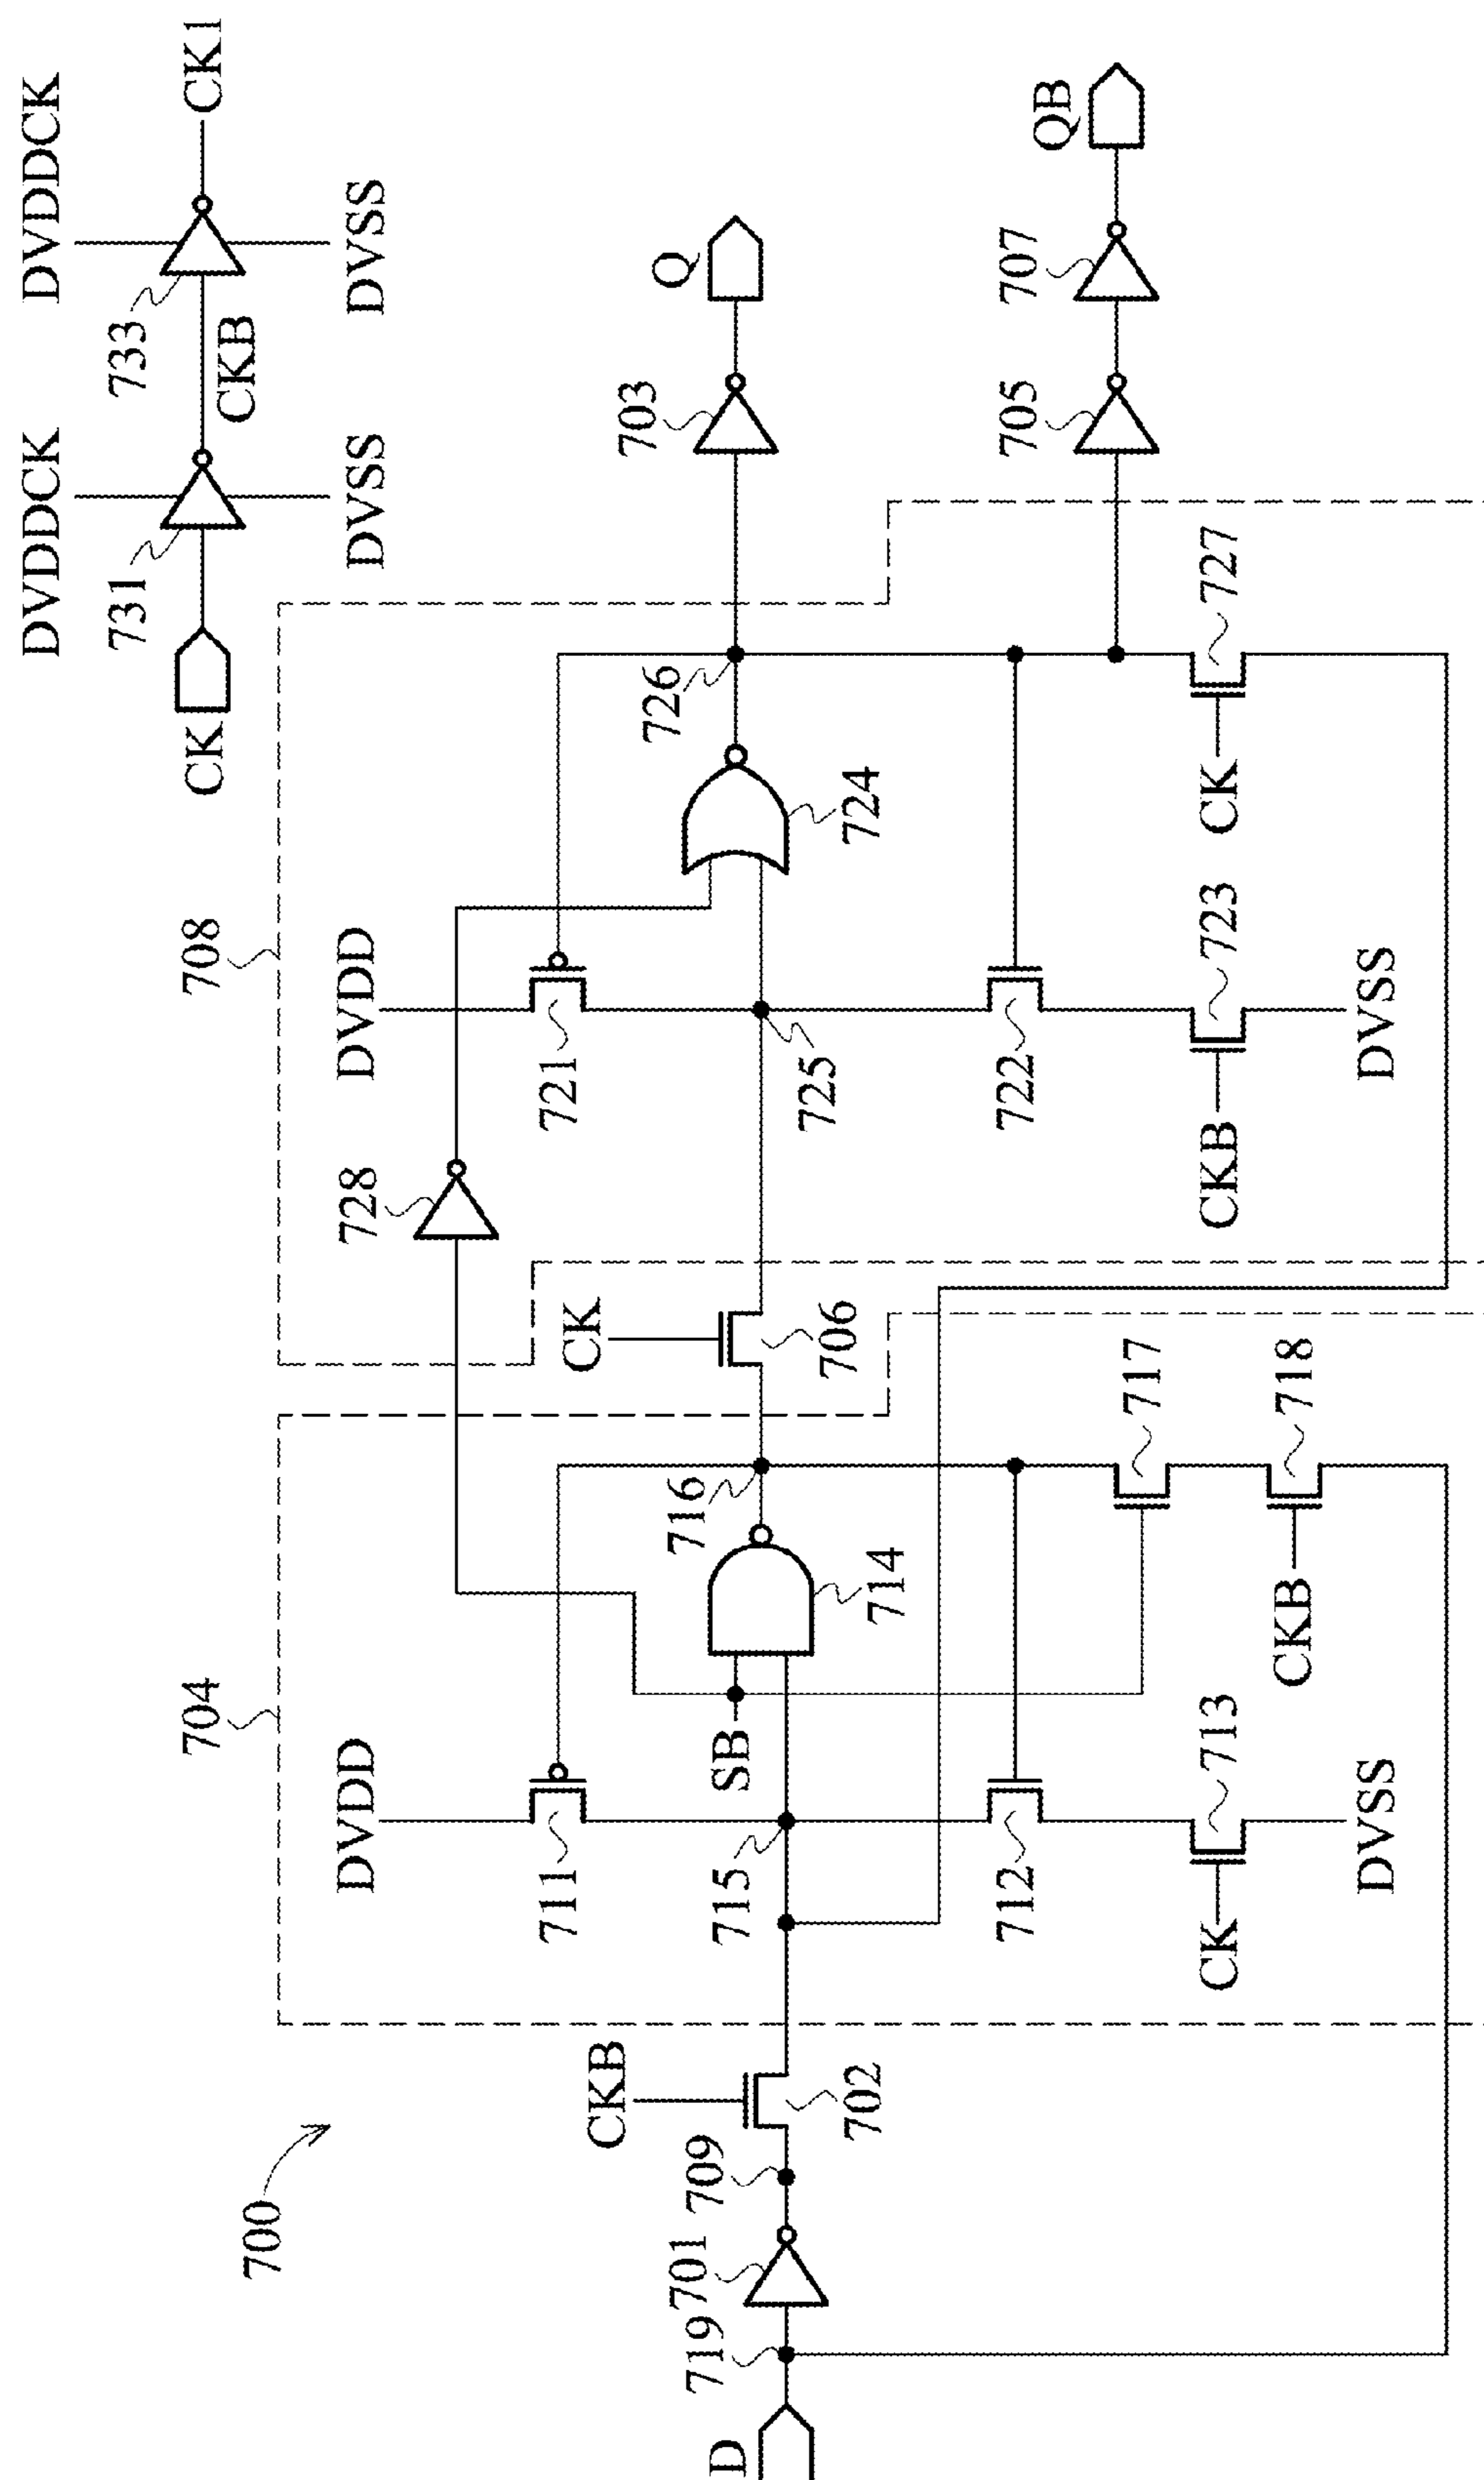 700
DVDDCK
DVDDCK
CK
731
CKB
733
CK1
DVSS
DVSS
704
708
DVDD
728
DVDD
711
721
CKB
CK
SB
716
726
703
Q
D
719
701
709
702
715
714
706
725
724
712
717
722
705
707
QB
CK
713
CKB
718
CKB
723
CK
727
DVSS
DVSS